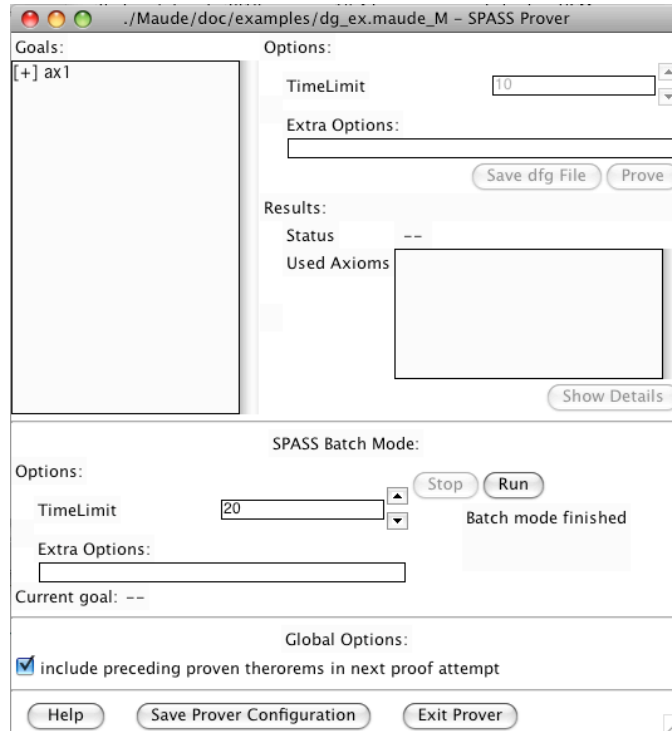 ./Maude/doc/examples/dg_ex.maude_M – SPASS Prover
Goals:
[+] ax1
Options:
TimeLimit 10
Extra Options:
Save dfg File Prove
Results:
Status --
Used Axioms
Show Details
SPASS Batch Mode:
Options:
Stop Run
TimeLimit 20
Batch mode finished
Extra Options:
Current goal: --
Global Options:
include preceding proven therorems in next proof attempt
Help Save Prover Configuration Exit Prover